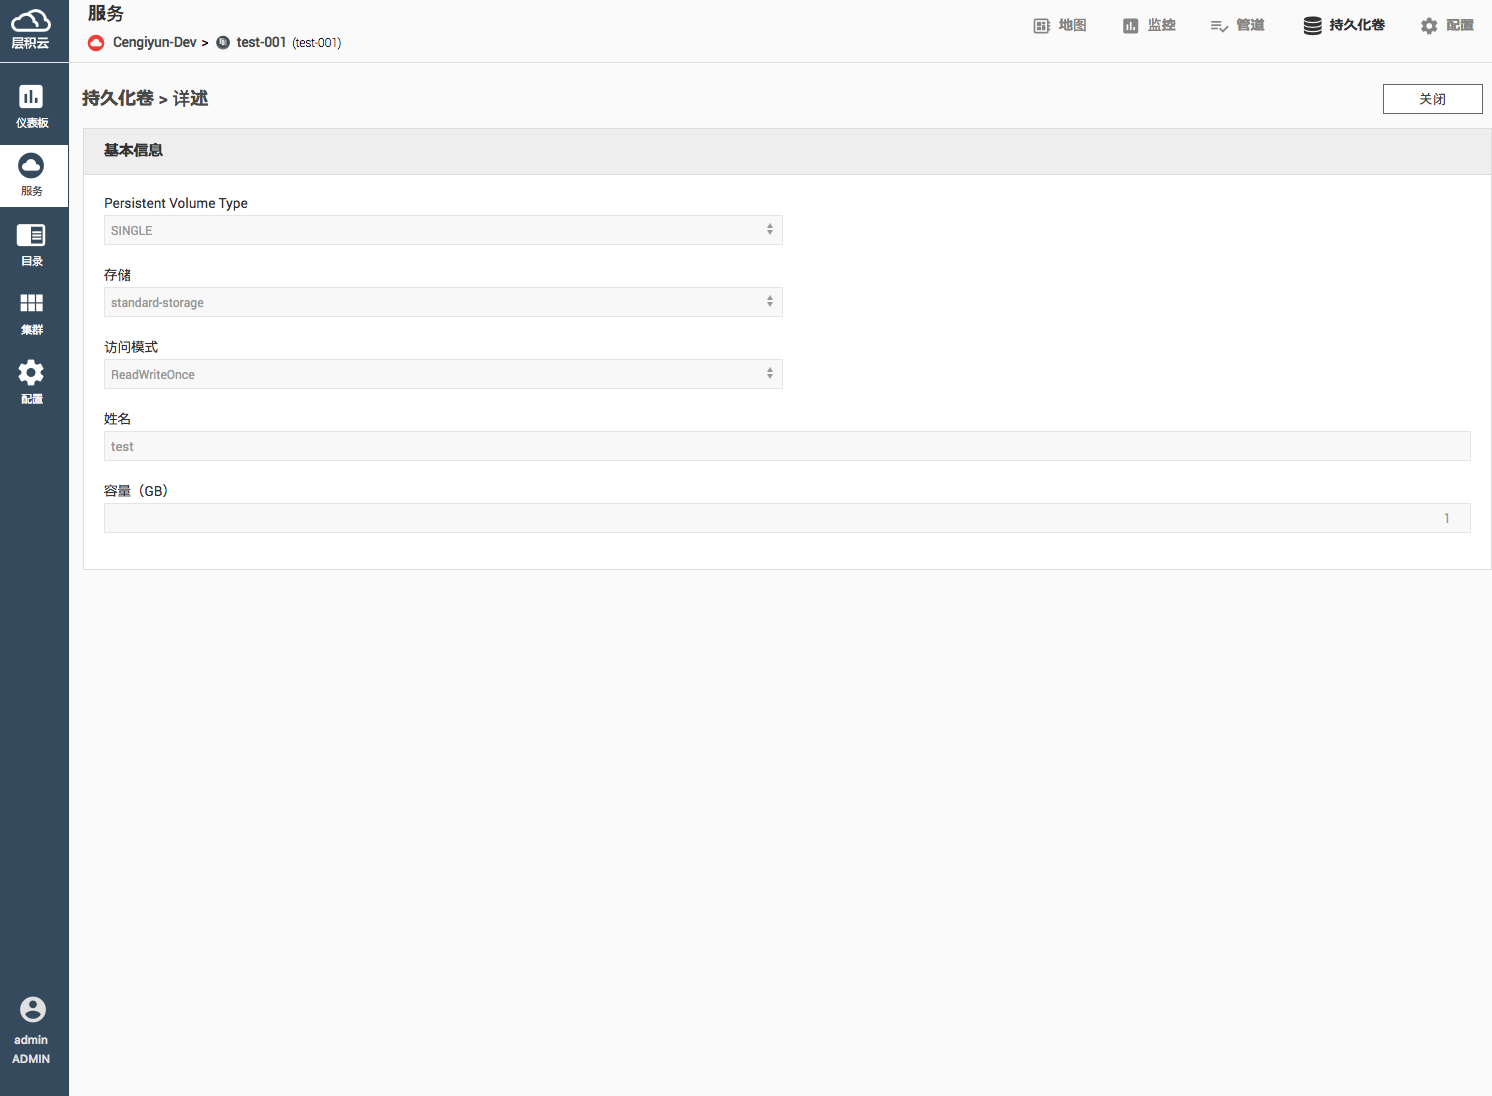 层积云
服务
Cengiyun-Dev > test-001 (test-001)
地图
监控
管道
持久化卷
配置
仪表板
服务
目录
集群
配置
持久化卷 > 详述
关闭
基本信息
Persistent Volume Type
SINGLE
存储
standard-storage
访问模式
ReadWriteOnce
姓名
test
容量（GB）
1
admin
ADMIN